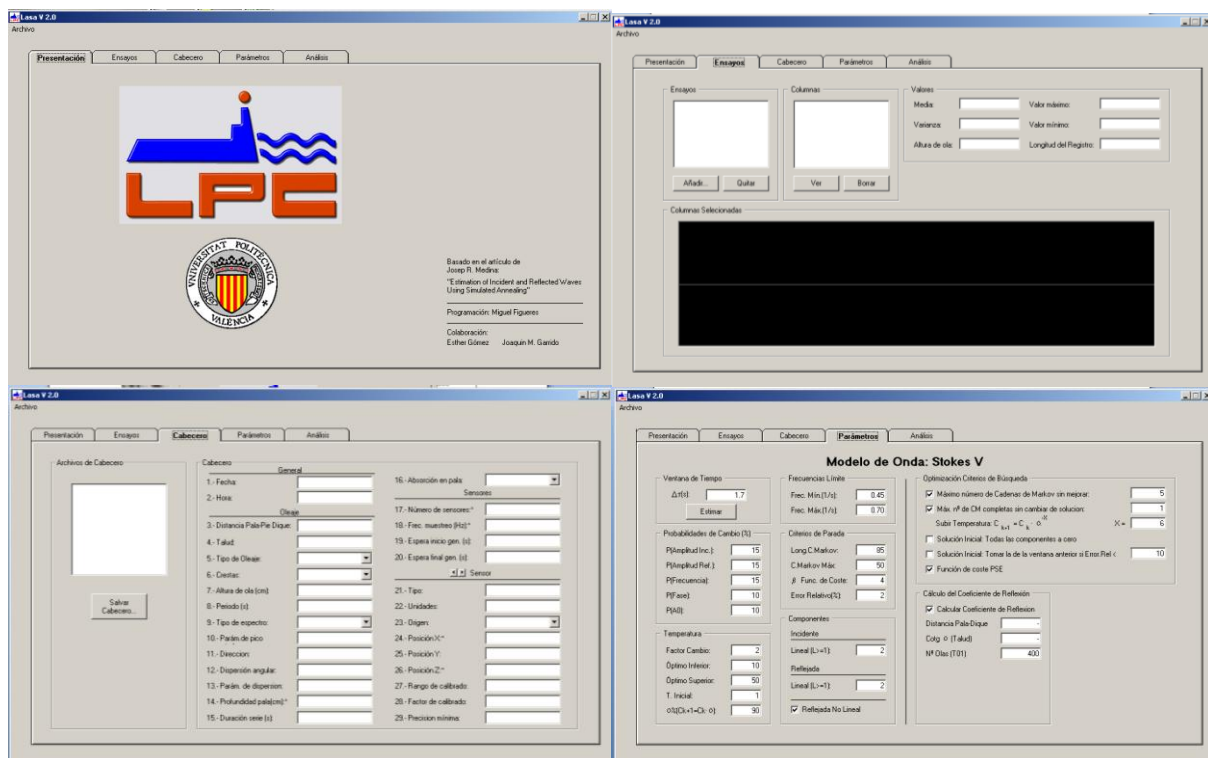 Lasa V 2.0
Archivo
Presentación Ensayos Cabecero Parámetros Análisis
LPC
UNIVERSITAT POLITÈCNICA
VALÈNCIA
Basado en el artículo de
Josep R. Medina:
"Estimation of Incident and Reflected Waves
Using Simulated Annealing"
Programación: Miguel Figueres
Colaboración:
Esther Gómez Joaquin M. Garrido
Lasa V 2.0
Archivo
Presentación Ensayos Cabecero Parámetros Análisis
Ensayos
Añadir... Quitar
Columnas
Ver Borrar
Valores
Media: Valor máximo:
Varianza: Valor mínimo:
Altura de ola: Longitud del Registro:
Columnas Selecionadas
Lasa V 2.0
Archivo
Presentación Ensayos Cabecero Parámetros Análisis
Archivos de Cabecero
Salvar
Cabecero...
Cabecero
General
1.- Fecha:
2.- Hora:
Oleaje
3.- Distancia Pala-Pie Dique:
4.- Talud:
5.- Tipo de Oleaje:
6.- Crestas:
7.- Altura de ola (cm):
8.- Periodo (s):
9.- Tipo de espectro:
10.- Parám.de pico
11.- Direccion:
12.- Dispersión angular:
13.- Parám. de dispersion:
14.- Profundidad pala(cm):*
15.- Duración serie (s):
16.- Absorción en pala:
Sensores
17.- Número de sensores:*
18.- Frec. muestreo (Hz):*
19.- Espera inicio gen. (s):
20.- Espera final gen. (s):
Sensor
21.- Tipo:
22.- Unidades:
23.- Origen:
24.- Posición X:*
25.- Posición Y:
26.- Posición Z:*
27.- Rango de calibrado:
28.- Factor de calibrado:
29.- Precision mínima:
Lasa V 2.0
Archivo
Presentación Ensayos Cabecero Parámetros Análisis
Modelo de Onda: Stokes V
Ventana de Tiempo
Δτ(s): 1.7
Estimar
Probabilidades de Cambio (%)
P(Amplitud Inc.): 15
P(Amplitud Ref.): 15
P(Frecuencia): 15
P(Fase): 10
P(A0): 10
Temperatura
Factor Cambio: 2
Óptimo Inferior: 10
Óptimo Superior: 50
T. Inicial: 1
%(Ck+1=Ck· ): 90
Frecuencias Límite
Frec. Mín.(1/s): 0.45
Frec. Máx.(1/s): 0.70
Criterios de Parada
Long.C.Markov: 85
C.Markov Máx: 50
Func. de Coste: 4
Error Relativo(%): 2
Componentes
Incidente
Lineal (L>=1): 2
Reflejada
Lineal (L>=1): 2
Reflejada No Lineal
Optimización Criterios de Búsqueda
Máximo número de Cadenas de Markov sin mejorar: 5
Máx. nº de CM completas sin cambiar de solucion: 1
Subir Temperatura: C k+1 = C k · -X X= 6
Solución Inicial: Todas las componentes a cero
Solución Inicial: Tomar la de la ventana anterior si Error.Rel < 10
Función de coste PSE
Cálculo del Coeficiente de Reflexión
Calcular Coeficiente de Reflexion
Distancia Pala-Dique -
Cotg (Talud) -
Nº Olas (T01) 400